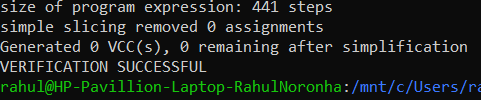 size of program expression: 441 steps
simple slicing removed 0 assignments
Generated 0 VCC(s), 0 remaining after simplification
VERIFICATION SUCCESSFUL
rahul@HP-Pavillion-Laptop-RahulNoronha:/mnt/c/Users/ra